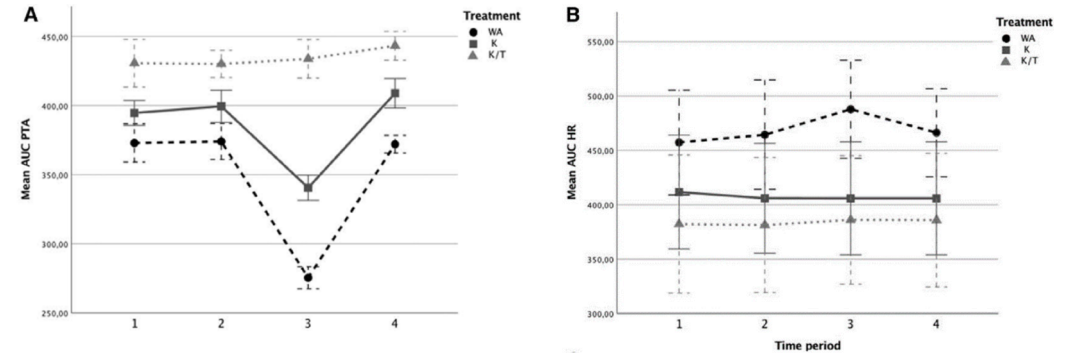 A
Treatment
WA
K
K/T
Mean AUC PTA
450,00
400,00
350,00
300,00
250,00
1 2 3 4
B
Treatment
WA
K
K/T
Mean AUC HR
550,00
500,00
450,00
400,00
350,00
300,00
1 2 3 4
Time period